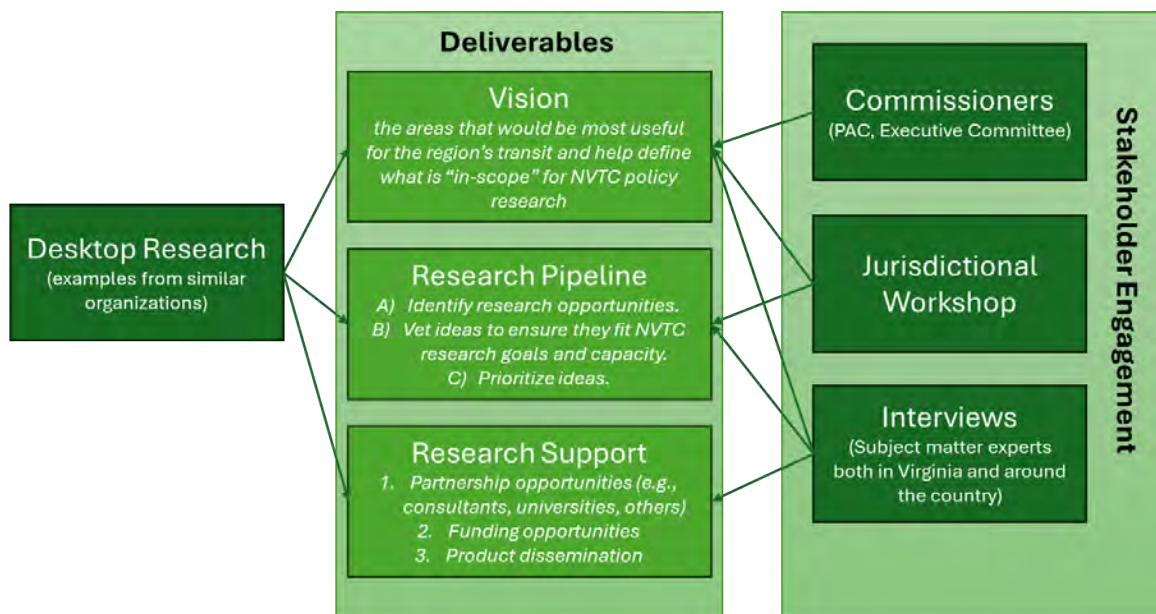 Desktop Research
(examples from similar
organizations)
Deliverables
Vision
the areas that would be most useful
for the region's transit and help define
what is “in-scope” for NVTC policy
research
Research Pipeline
A) Identify research opportunities.
B) Vet ideas to ensure they fit NVTC
research goals and capacity.
C) Prioritize ideas.
Research Support
1. Partnership opportunities (e.g.,
consultants, universities, others)
2. Funding opportunities
3. Product dissemination
Commissioners
(PAC, Executive Committee)
Jurisdictional
Workshop
Interviews
(Subject matter experts
both in Virginia and around
the country)
Stakeholder Engagement